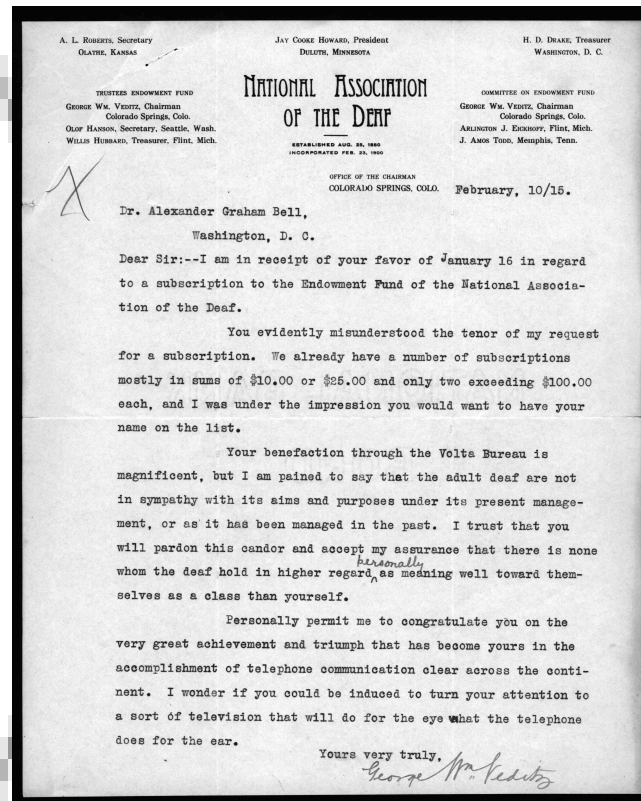 A. L. Roberts, Secretary
Olathe, Kansas
Jay Cooke Howard, President
Duluth, Minnesota
H. D. Drake, Treasurer
Washington, D. C.
National Association
of the Deaf
Established Aug. 25, 1880
Incorporated Feb. 23, 1900
Trustees Endowment Fund
George Wm. Veditz, Chairman
Colorado Springs, Colo.
Olof Hanson, Secretary, Seattle, Wash.
Willis Hubbard, Treasurer, Flint, Mich.
Committee on Endowment Fund
George Wm. Veditz, Chairman
Colorado Springs, Colo.
Arlington J. Eickhoff, Flint, Mich.
J. Amos Todd, Memphis, Tenn.
Office of the Chairman
Colorado Springs, Colo. February, 10/15.
Dr. Alexander Graham Bell,
Washington, D. C.
Dear Sir:--I am in receipt of your favor of January 16 in regard
to a subscription to the Endowment Fund of the National Associa-
tion of the Deaf.
You evidently misunderstood the tenor of my request
for a subscription. We already have a number of subscriptions
mostly in sums of $10.00 or $25.00 and only two exceeding $100.00
each, and I was under the impression you would want to have your
name on the list.
Your benefaction through the Volta Bureau is
magnificent, but I am pained to say that the adult deaf are not
in sympathy with its aims and purposes under its present manage-
ment, or as it has been managed in the past. I trust that you
will pardon this candor and accept my assurance that there is none
whom the deaf hold in higher regard personally as meaning well toward them-
selves as a class than yourself.
Personally permit me to congratulate you on the
very great achievement and triumph that has become yours in the
accomplishment of telephone communication clear across the conti-
nent. I wonder if you could be induced to turn your attention to
a sort of television that will do for the eye what the telephone
does for the ear.
Yours very truly,
George Wm. Veditz